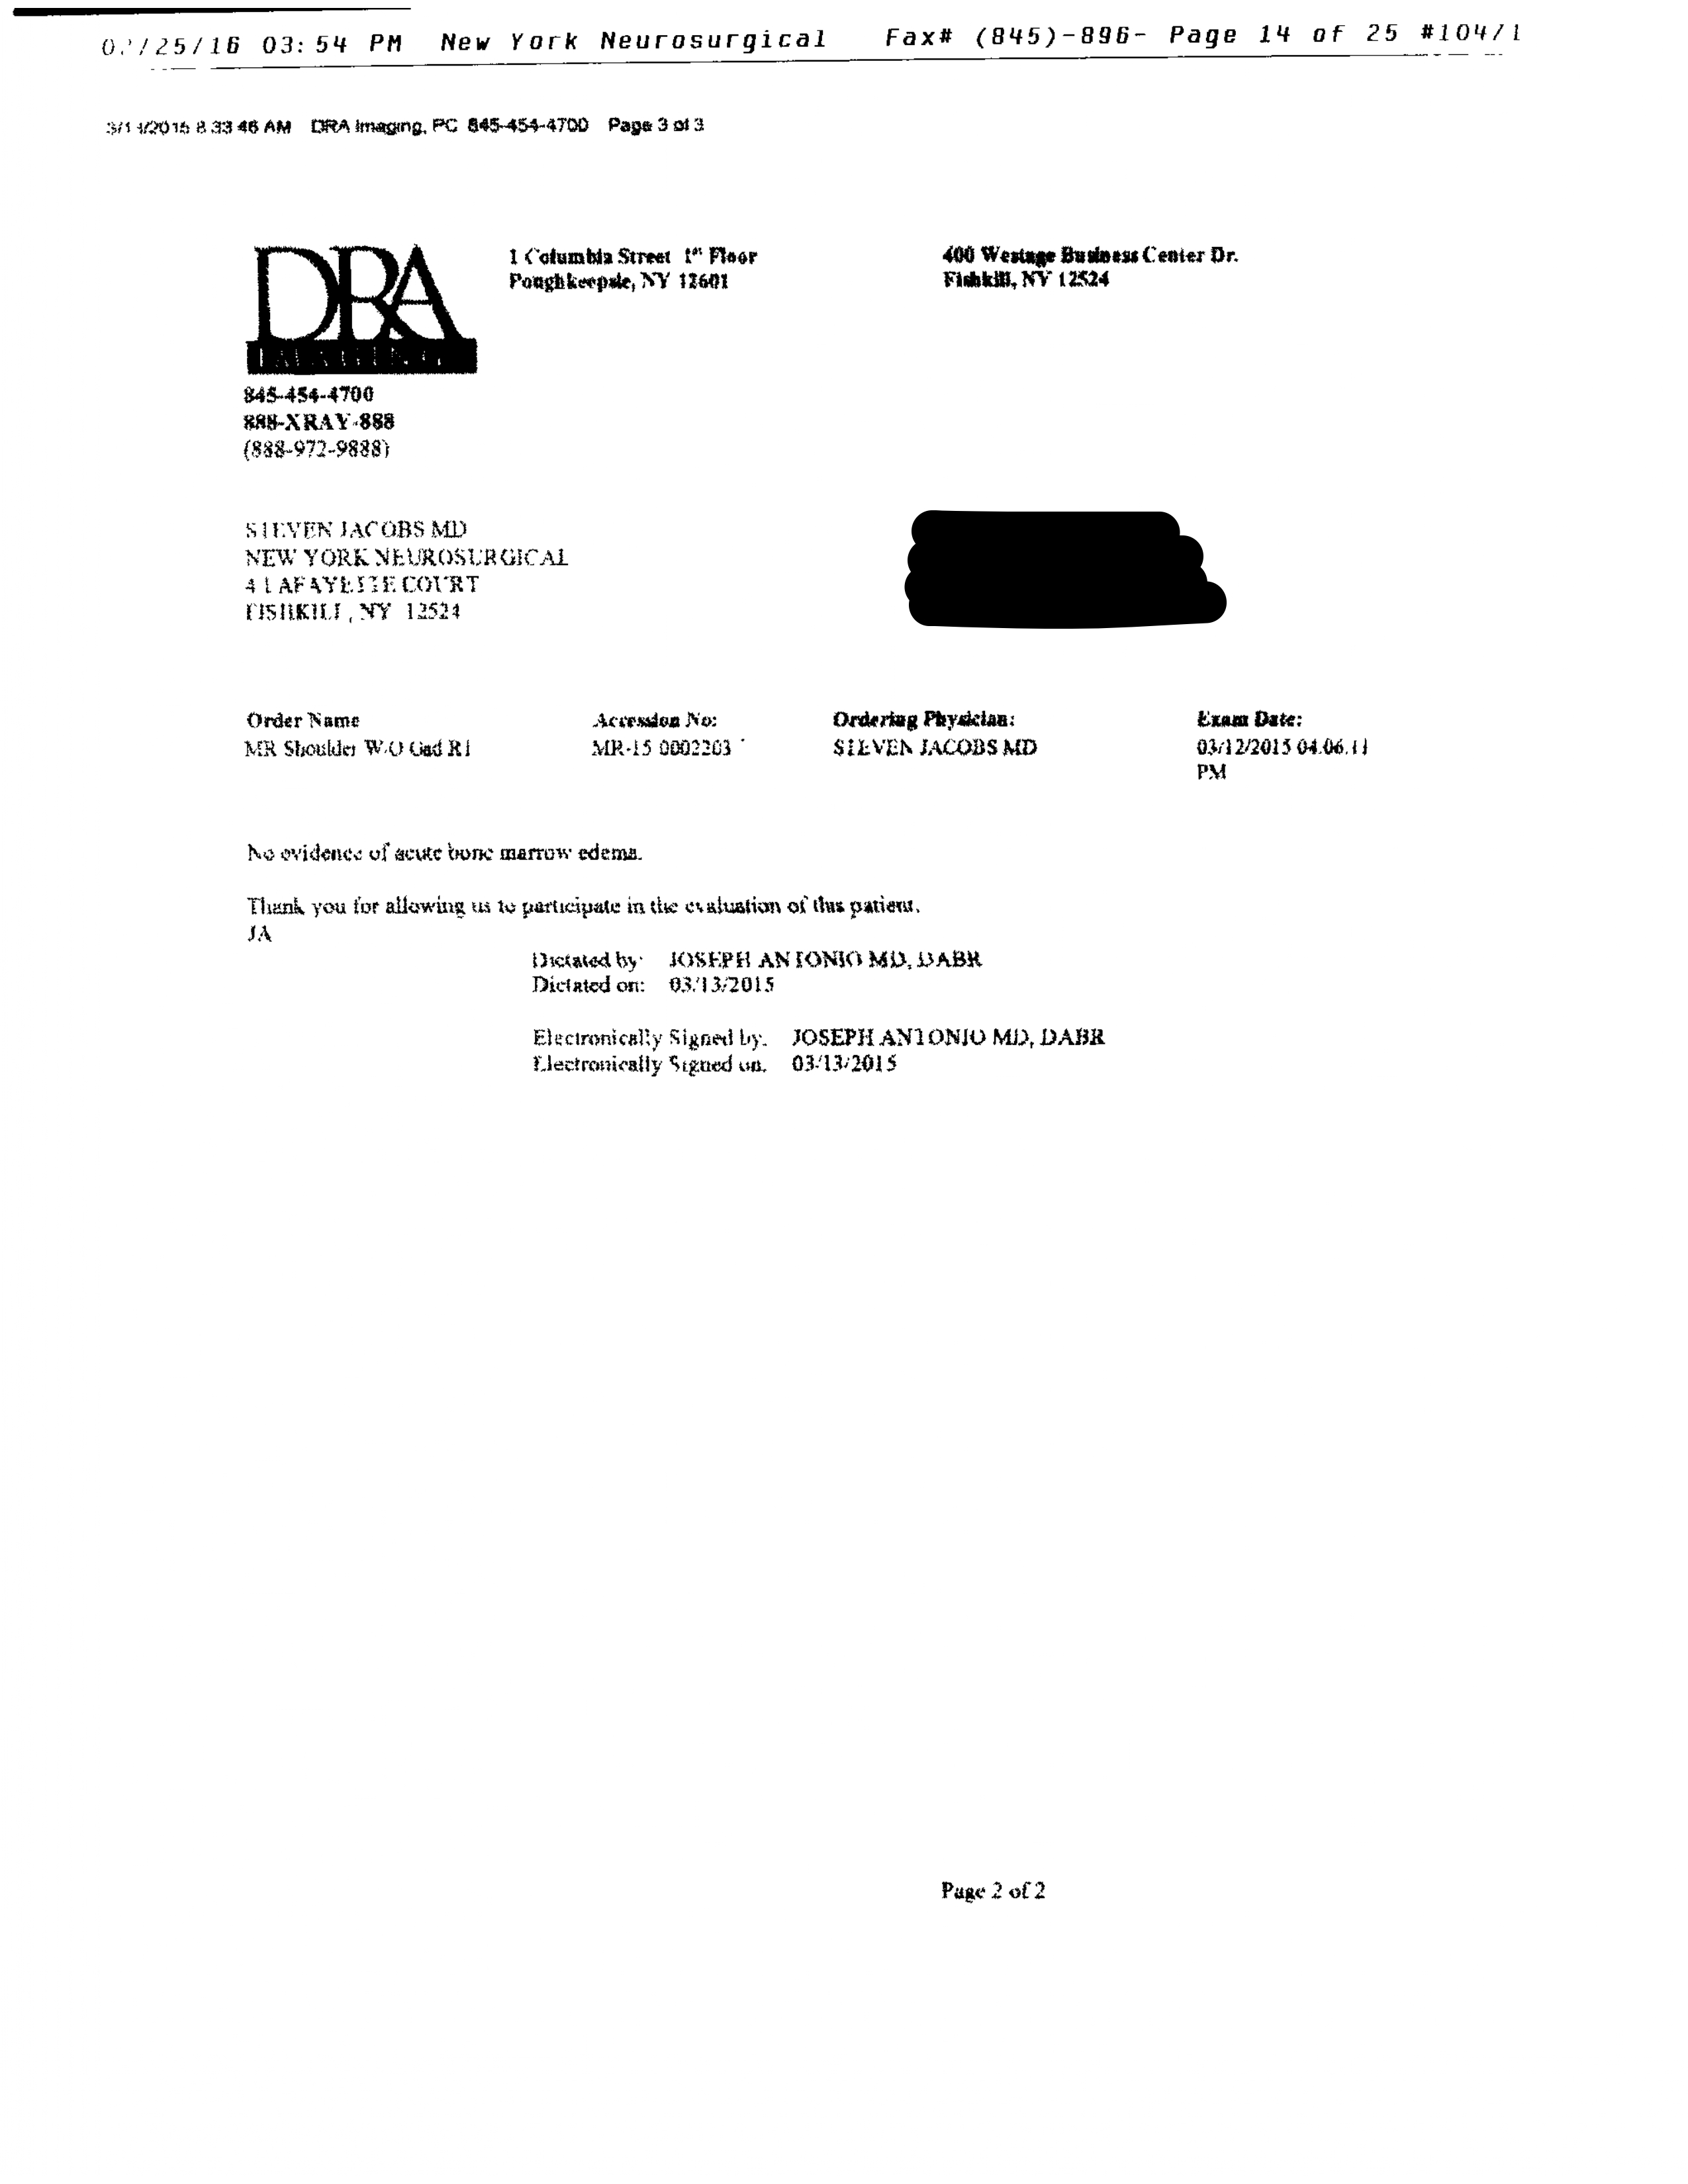 /25/16 03:54 PM New York Neurosurgical Fax# (845)-896- Page 14 of 25 #104/1
8 33 46 AM DRA Imaging, PC 845-454-4700 Page 3 of 3
DRA
1 Columbia Street 1st Floor
Poughkeepsie, NY 12601
400 Westage Business Center Dr.
Fishkill, NY 12524
845-454-4700
888-XRAY-888
(888-972-9888)
STEVEN JACOBS MD
NEW YORK NEUROSURGICAL
4 LAFAYETTE COURT
FISHKILL, NY 12524
Order Name Accession No: Ordering Physician: Exam Date:
MR Shoulder W-O Gad Rt MR-15 0002203 STEVEN JACOBS MD 03/12/2015 04.06.11
PM
No evidence of acute bone marrow edema.
Thank you for allowing us to participate in the evaluation of this patient.
JA
Dictated by: JOSEPH ANTONIO MD, DABR
Dictated on: 03/13/2015
Electronically Signed by. JOSEPH ANTONIO MD, DABR
Electronically Signed on. 03/13/2015
Page 2 of 2